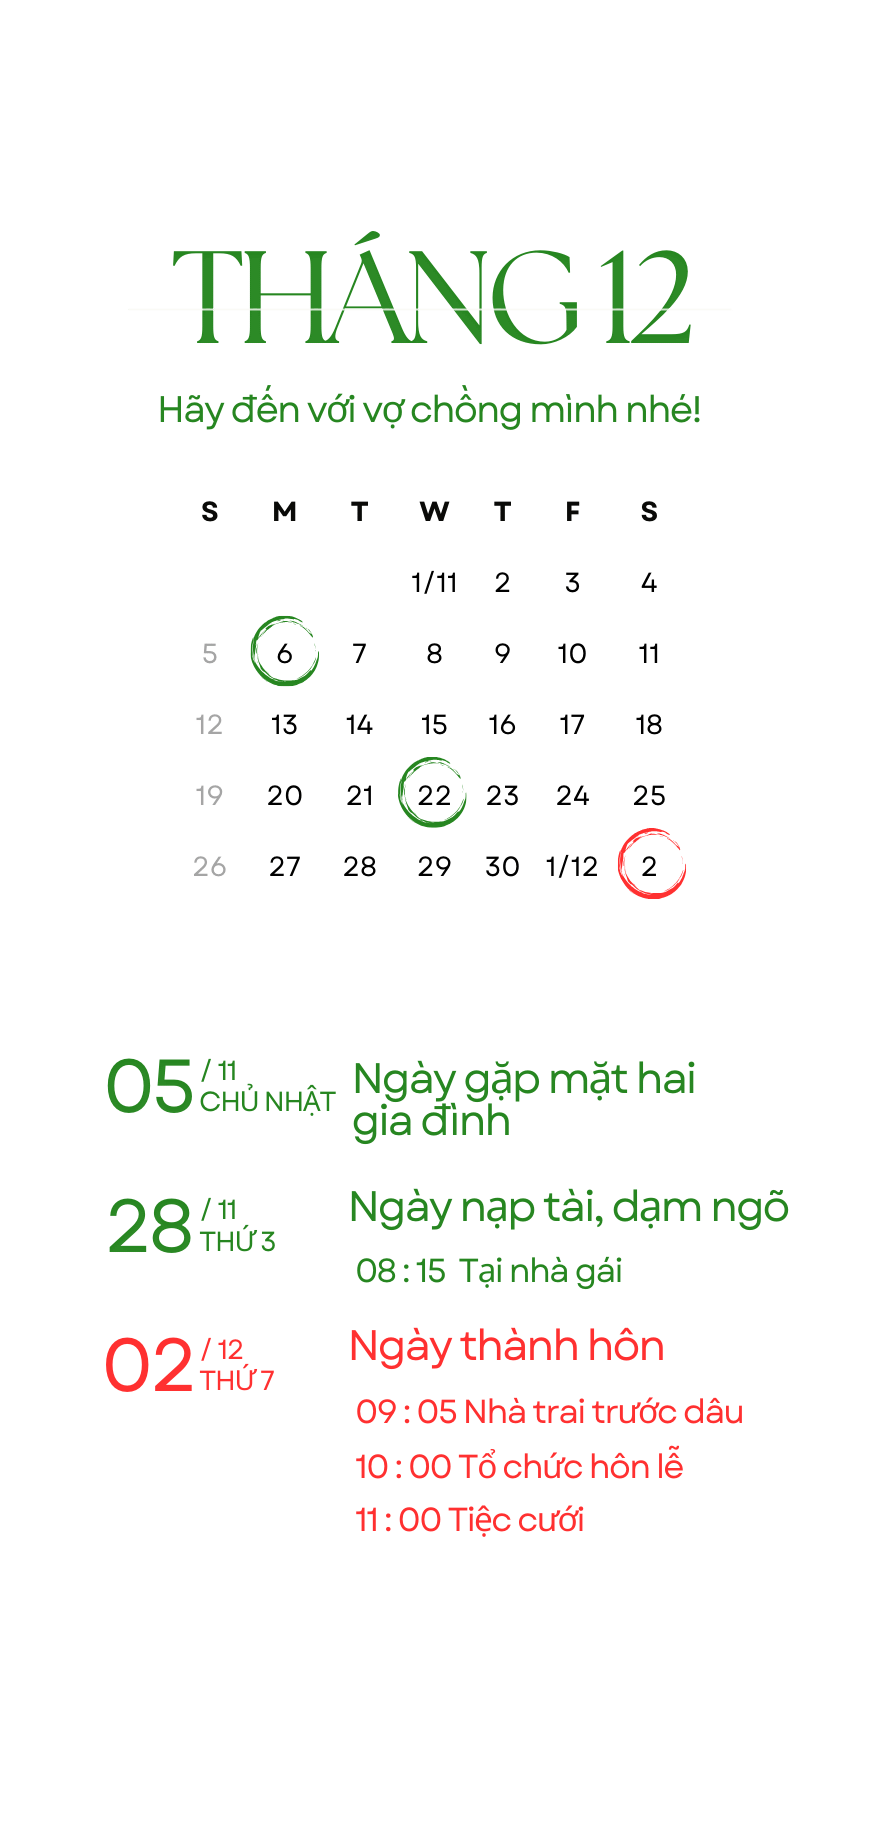 THÁNG 12
Hãy đến với vợ chồng mình nhé!
S M T W T F S
1/11 2 3 4
5 6 7 8 9 10 11
12 13 14 15 16 17 18
19 20 21 22 23 24 25
26 27 28 29 30 1/12 2
05 / 11
CHỦ NHẬT
Ngày gặp mặt hai
gia đình
28 / 11
THỨ 3
Ngày nạp tài, dạm ngõ
08 : 15 Tại nhà gái
02 / 12
THỨ 7
Ngày thành hôn
09 : 05 Nhà trai trước dâu
10 : 00 Tổ chức hôn lễ
11 : 00 Tiệc cưới